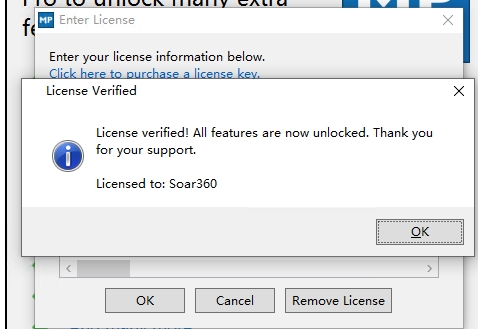 Pro to unlock many extra
MP
MP Enter License
Enter your license information below.
Click here to purchase a license key.
License Verified
License verified! All features are now unlocked. Thank you
for your support.
Licensed to: Soar360
OK
OK Cancel Remove License